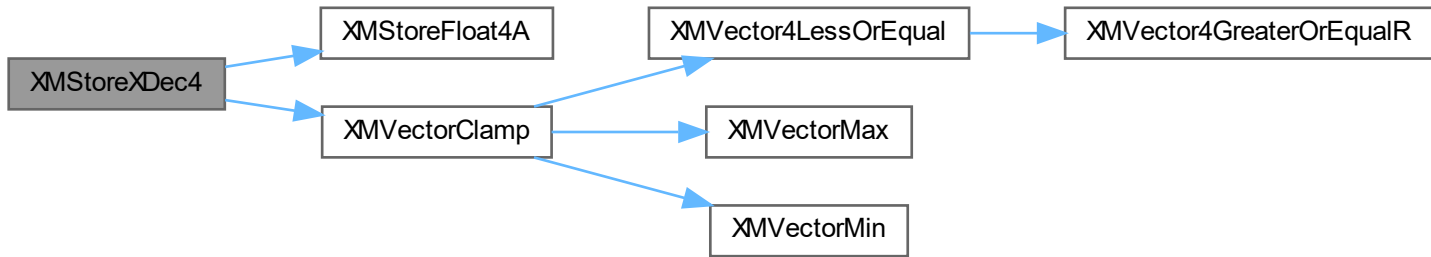 XMStoreXDec4
XMStoreFloat4A
XMVectorClamp
XMVector4LessOrEqual
XMVectorMax
XMVectorMin
XMVector4GreaterOrEqualR